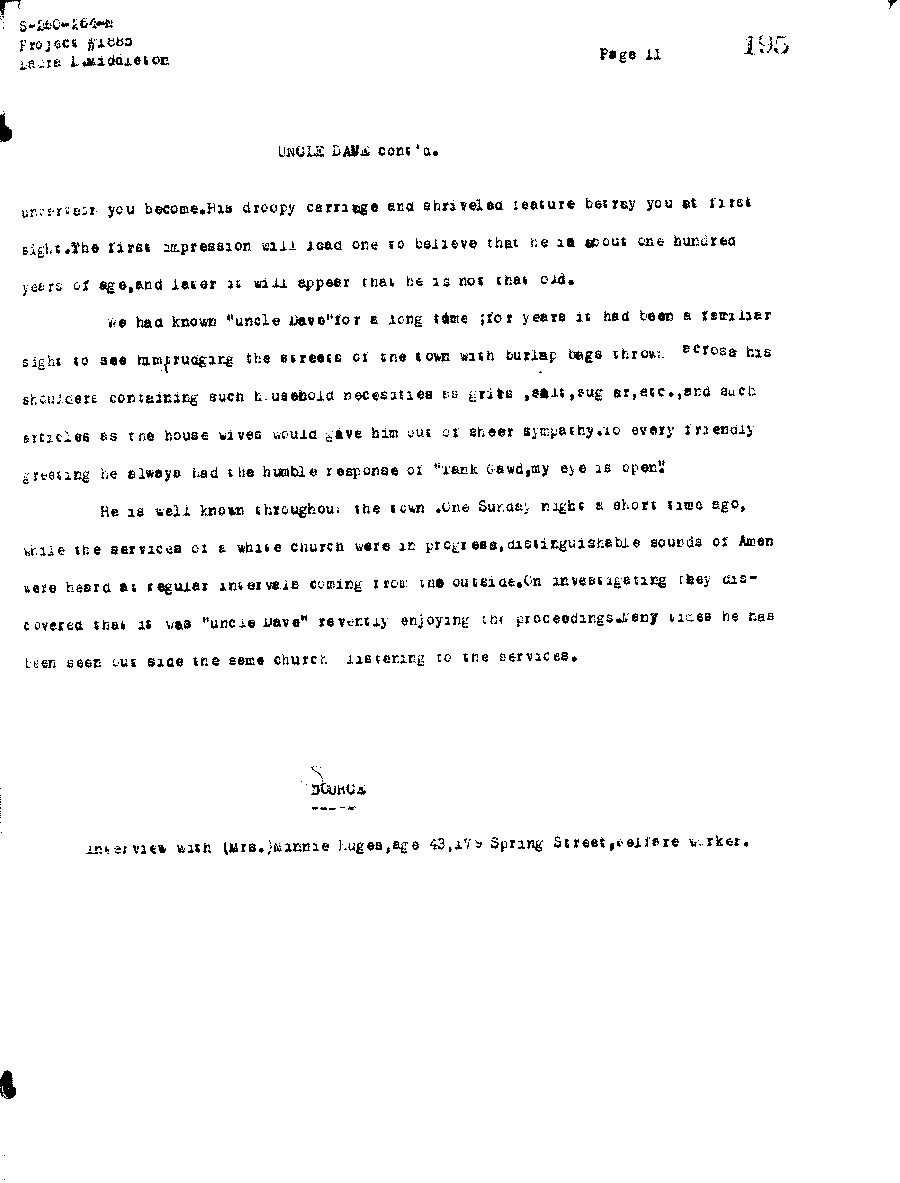 S-260-264-N
Project #1885
Laura L.Middleton
Page 11 195
UNCLE DAVE cont'd.
uncertain you become.His droopy carriage and shriveled feature betray you at first
sight.The first impression will lead one to believe that he is about one hundred
years of age,and later it will appear that he is not that old.
We had known "uncle Dave"for a long time ;for years it had been a familiar
sight to see him trudging the streets of the town with burlap bags thrown across his
shoulders containing such household necesities as grits ,salt,sug ar,etc.,and such
articles as the house wives would gave him out of sheer sympathy.To every friendly
greeting he always had the humble response of "Tank Gawd,my eye is open".
He is well known throughout the town .One Sunday night a short time ago,
while the services of a white church were in progress,distinguishable sounds of Amen
were heard at regular intervals coming from the outside.On investigating they dis-
covered that it was "uncle Dave" revently enjoying the proceedings.Many times he has
been seen out side the same church listening to the services.
SOURCE
-----
Interview with (Mrs.)Minnie Huges,age 43,179 Spring Street,welfare worker.